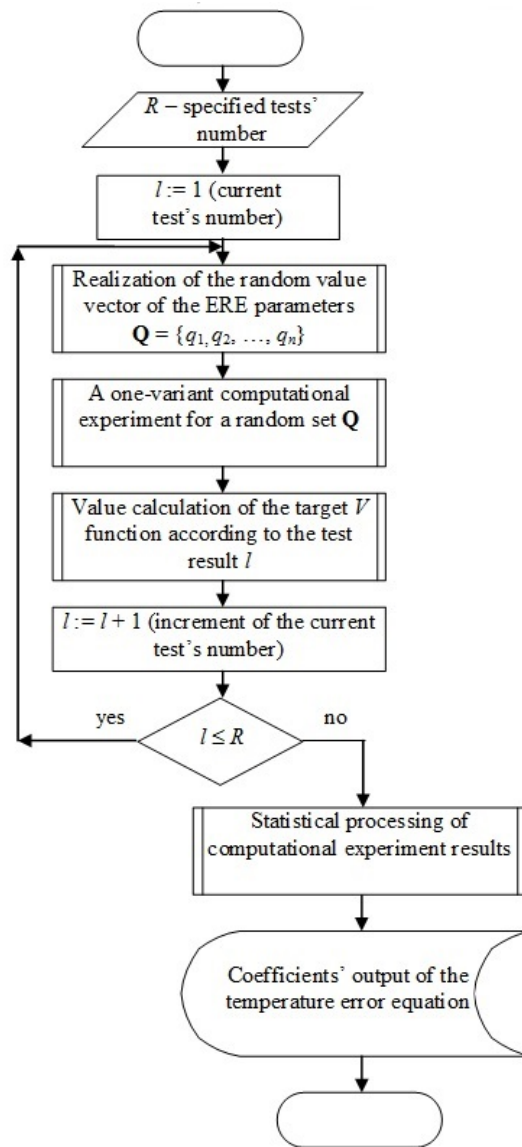 R – specified tests'
number
l := 1 (current
test's number)
Realization of the random value
vector of the ERE parameters
Q = {q1, q2, …, qn}
A one-variant computational
experiment for a random set Q
Value calculation of the target V
function according to the test
result l
l := l + 1 (increment of the current
test's number)
yes
no
l ≤ R
Statistical processing of
computational experiment results
Coefficients' output of the
temperature error equation